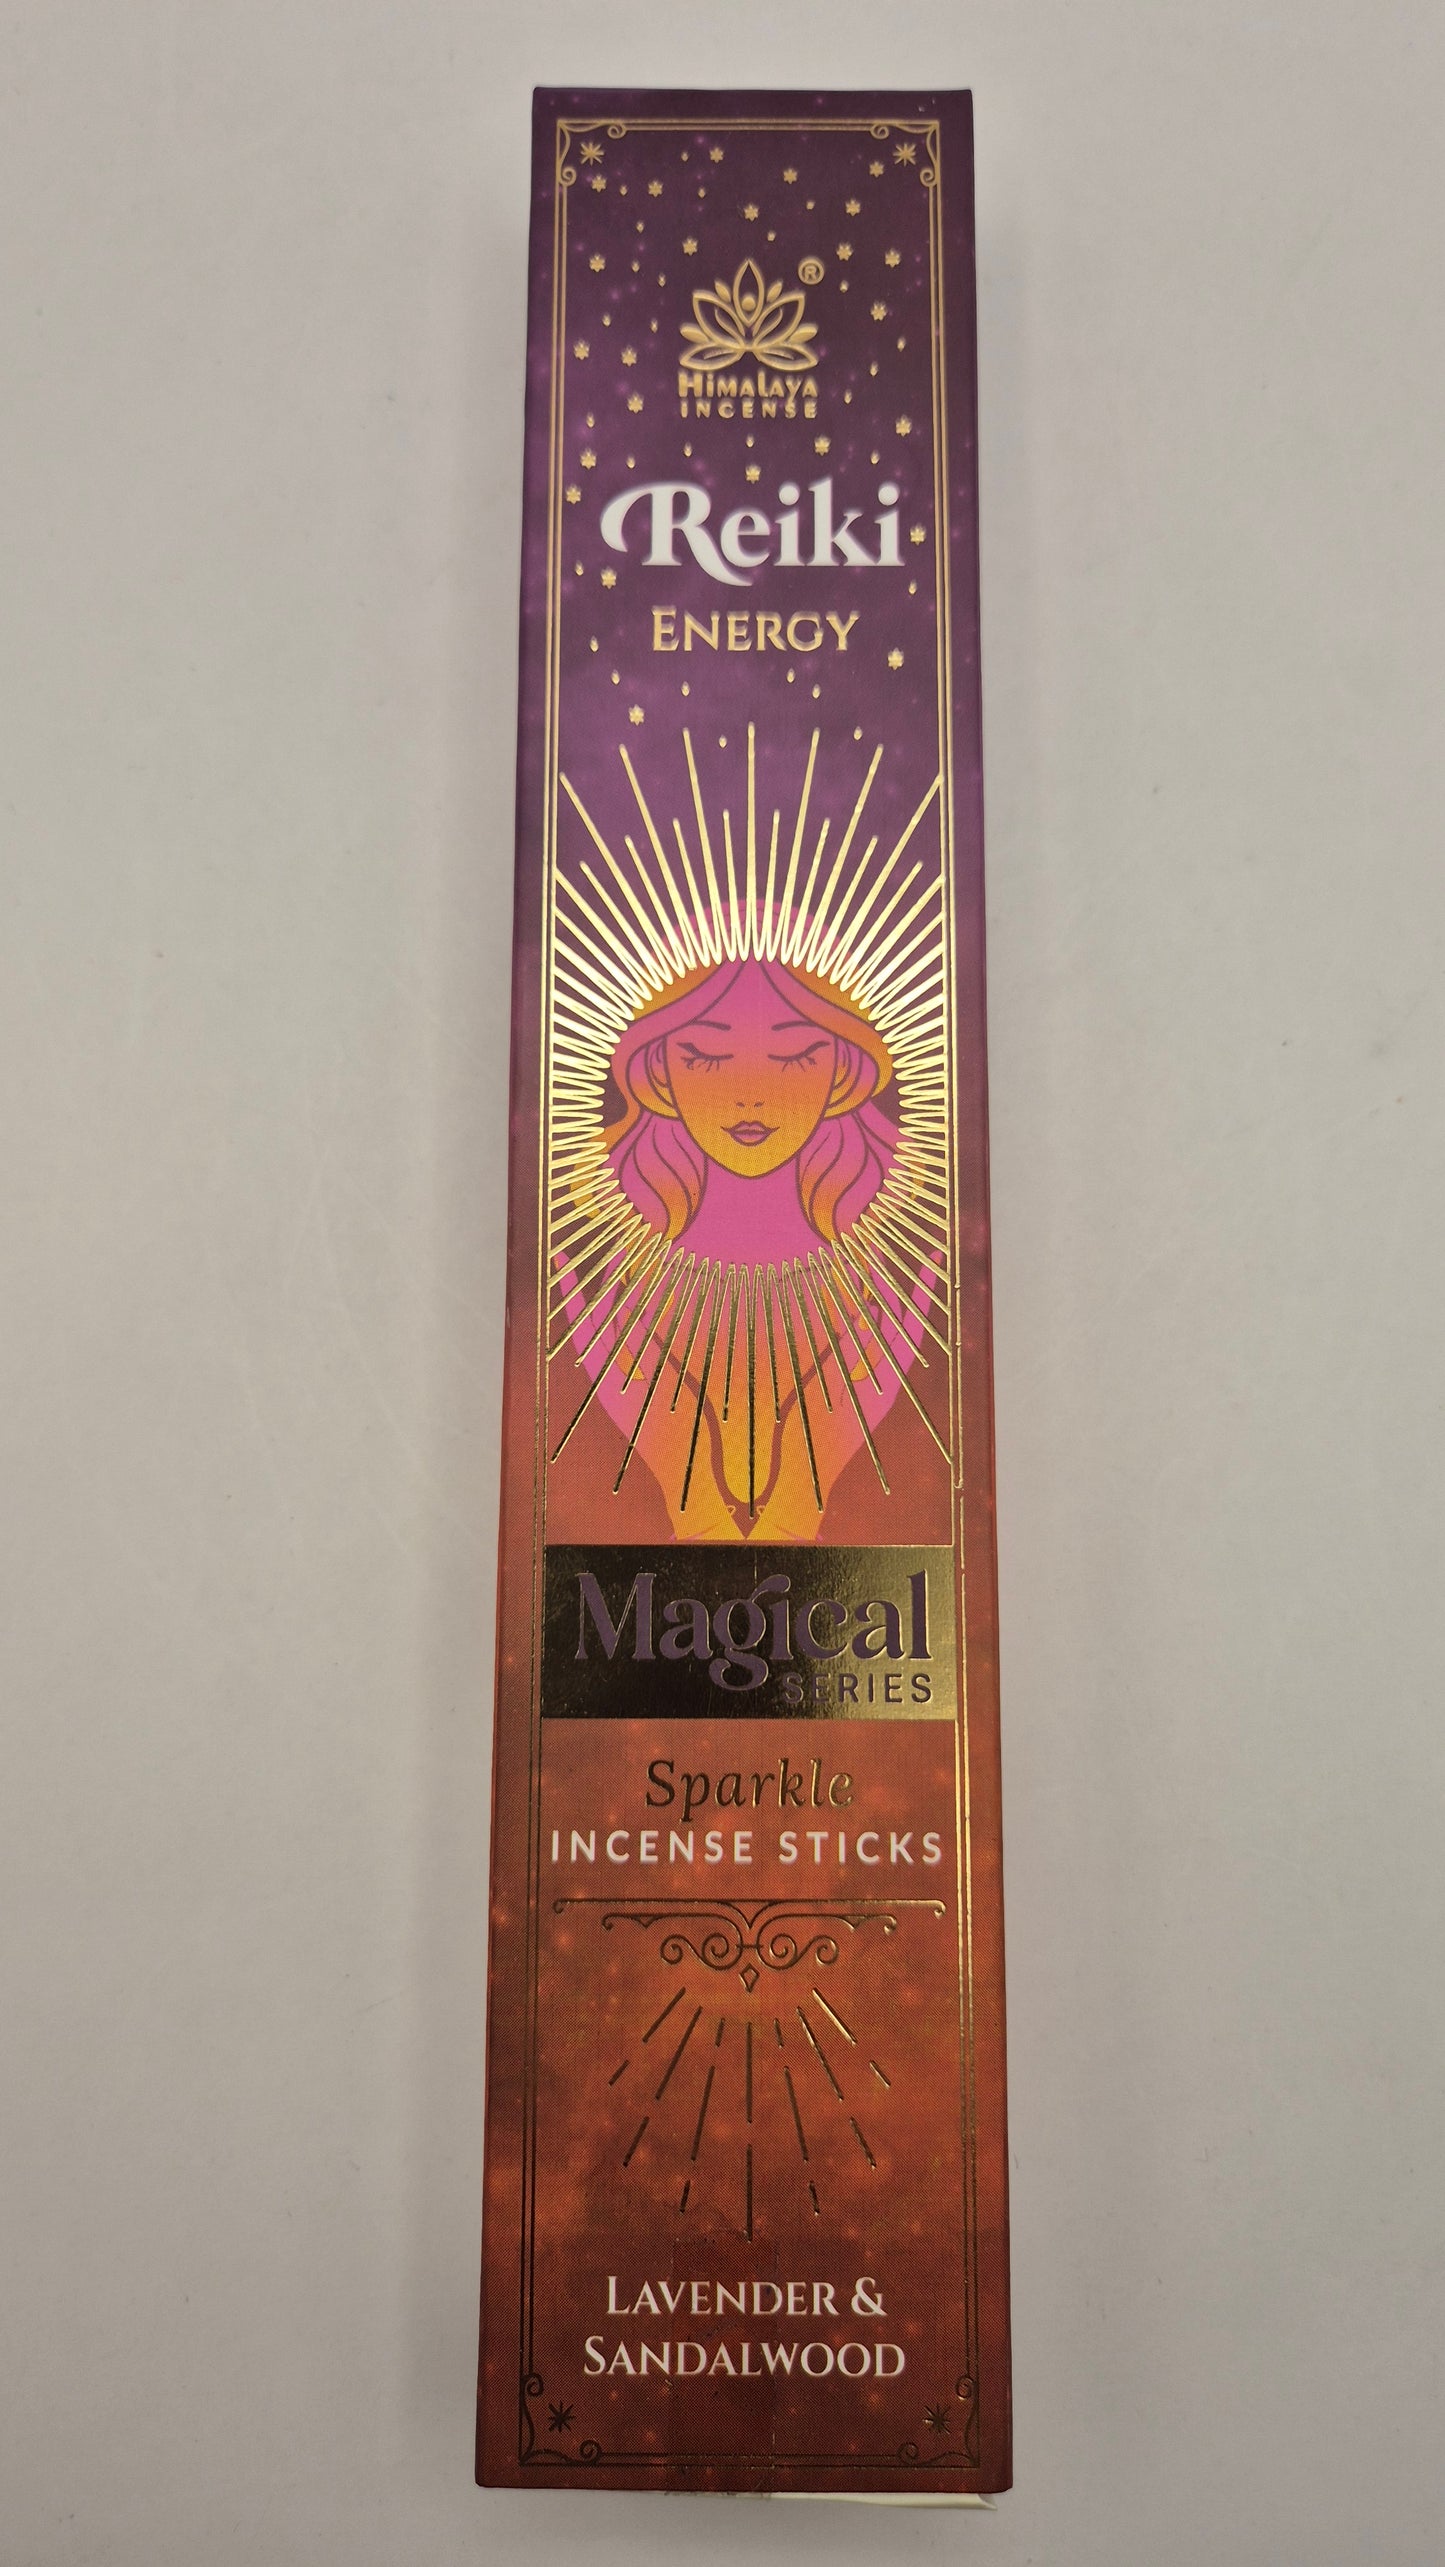 ®
HIMALAYA
INCENSE
Reiki
ENERGY
Magical
SERIES
Sparkle
INCENSE STICKS
LAVENDER &
SANDALWOOD